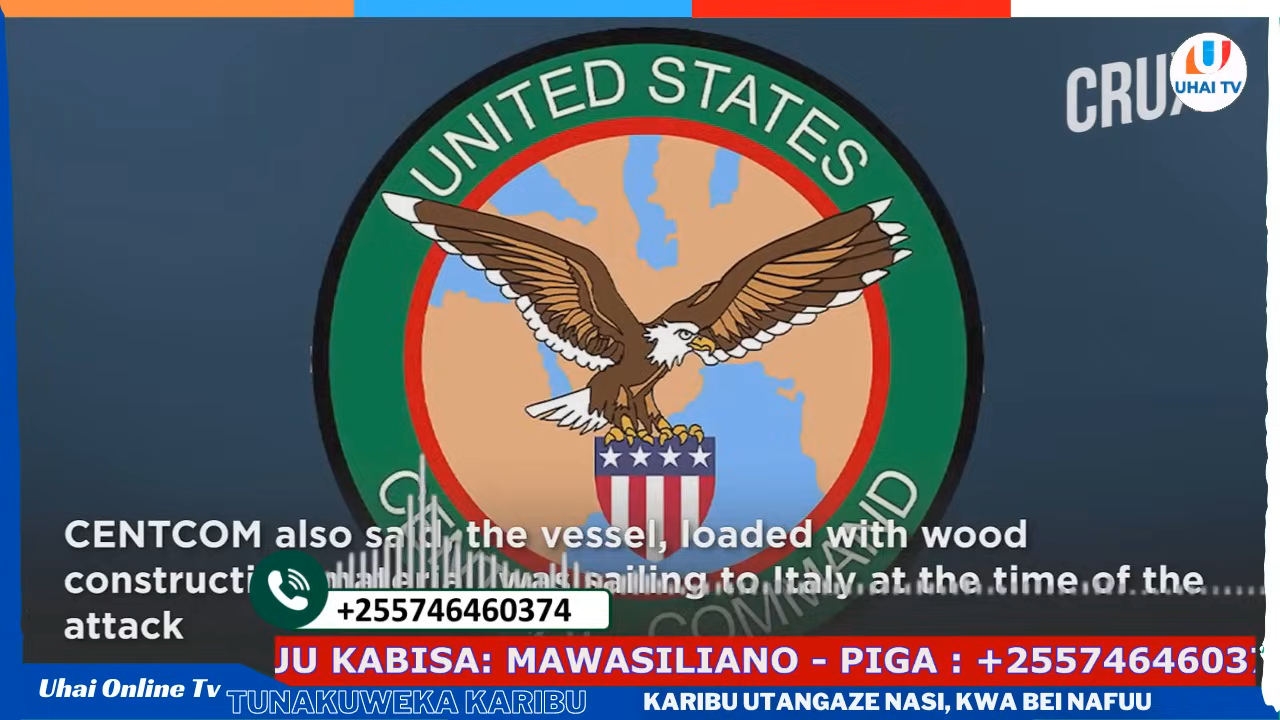 UNITED STATES
CRUX
U
UHAI TV
COMMAND
CENTCOM also said, the vessel, loaded with wood
construction material, was sailing to Italy at the time of the
attack
+255746460374
JU KABISA: MAWASILIANO - PIGA : +25574646037
Uhai Online Tv
TUNAKUWEKA KARIBU
KARIBU UTANGAZE NASI, KWA BEI NAFUU